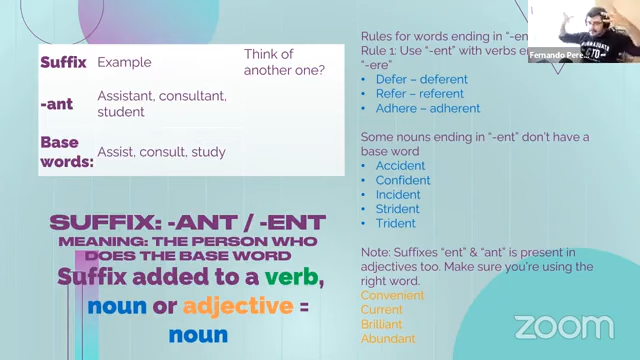 Suffix Example Think of
another one?
-ant Assistant, consultant,
student
Base
words: Assist, consult, study
SUFFIX: -ANT / -ENT
MEANING: THE PERSON WHO
DOES THE BASE WORD
Suffix added to a verb,
noun or adjective =
noun
Rules for words ending in “-en
Rule 1: Use “-ent” with verbs e
“-ere”
• Defer – deferent
• Refer – referent
• Adhere – adherent
Some nouns ending in “-ent” don’t have a
base word
• Accident
• Confident
• Incident
• Strident
• Trident
Note: Suffixes “ent” & “ant” is present in
adjectives too. Make sure you’re using the
right word.
Convenient
Current
Brilliant
Abundant
Fernando Pere
zoom